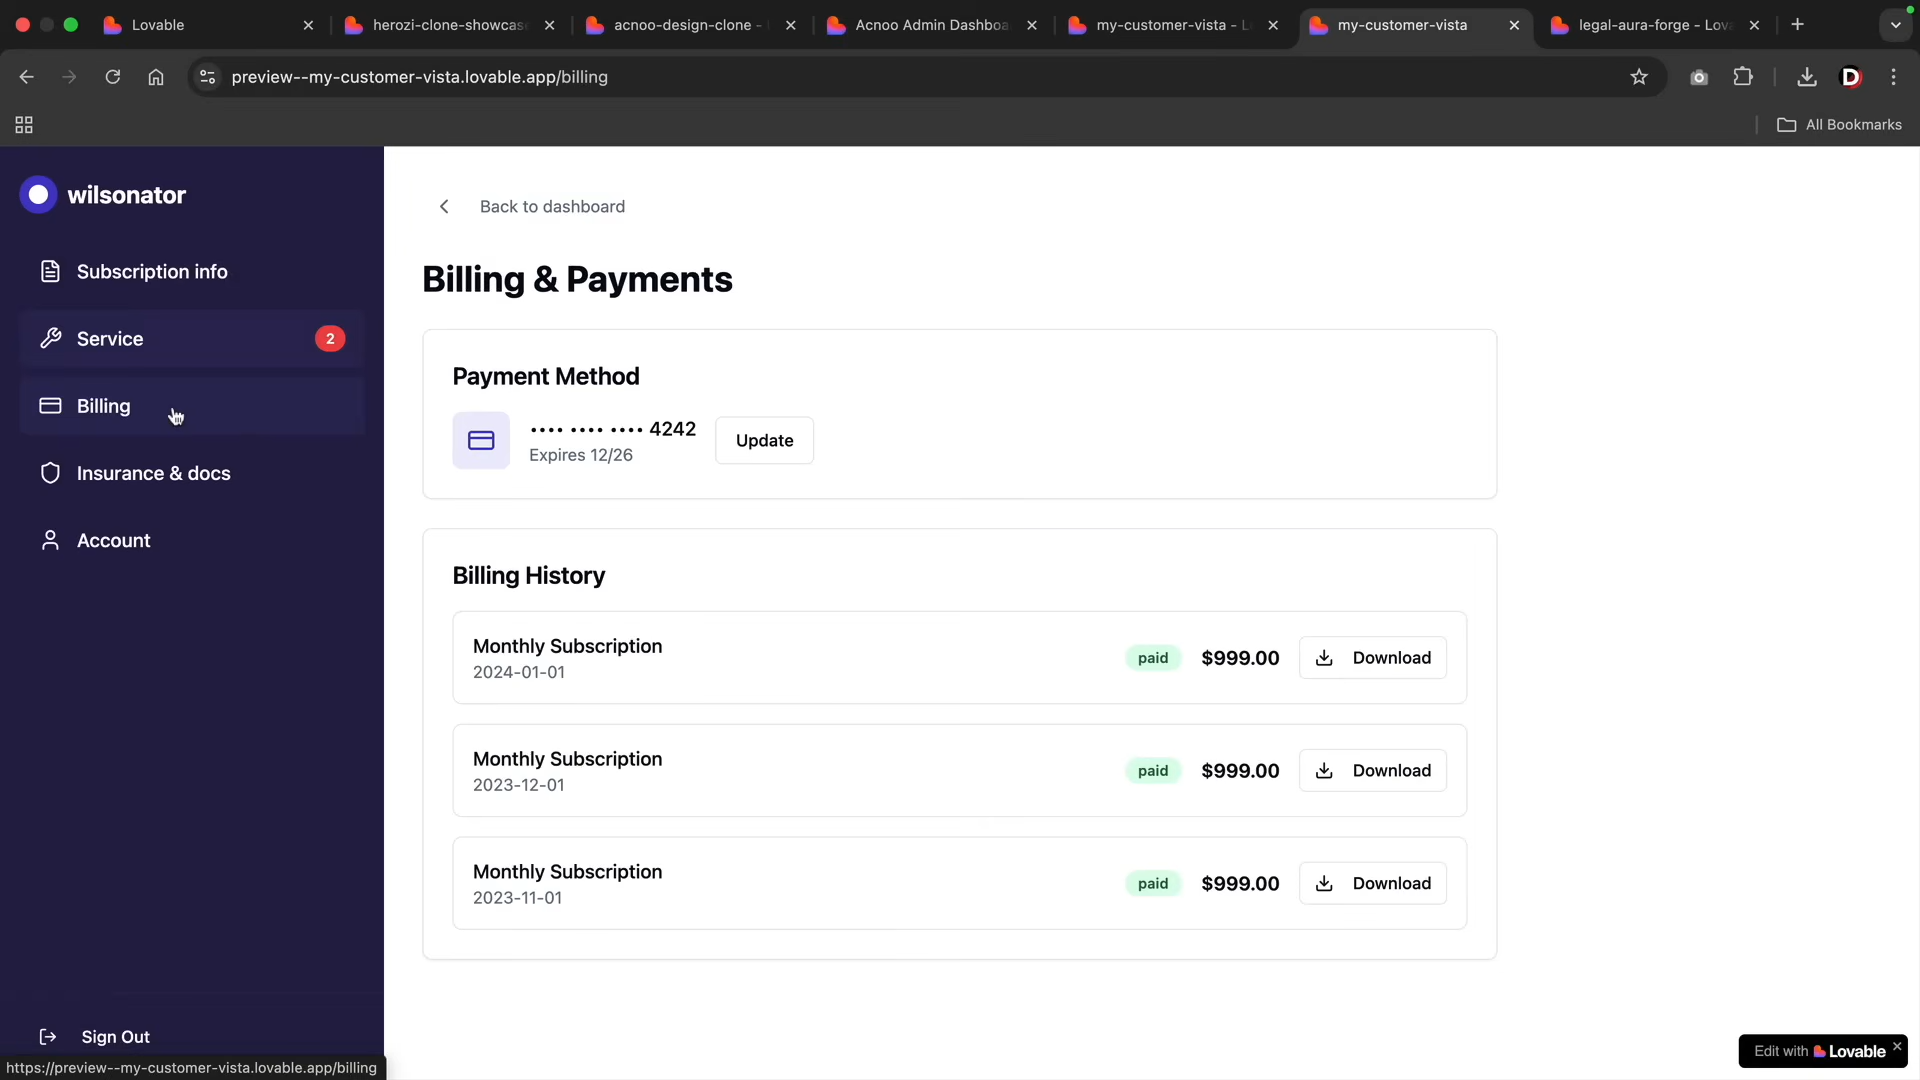 Lovable
herozi-clone-showcase
acnoo-design-clone -
Acnoo Admin Dashboa
my-customer-vista - L
my-customer-vista
legal-aura-forge - Lov
preview--my-customer-vista.lovable.app/billing
D
All Bookmarks
wilsonator
Subscription info
Service
2
Billing
Insurance & docs
Account
Sign Out
https://preview--my-customer-vista.lovable.app/billing
Back to dashboard
Billing & Payments
Payment Method
•••• •••• •••• 4242
Expires 12/26
Update
Billing History
Monthly Subscription
2024-01-01
paid
$999.00
Download
Monthly Subscription
2023-12-01
paid
$999.00
Download
Monthly Subscription
2023-11-01
paid
$999.00
Download
Edit with Lovable